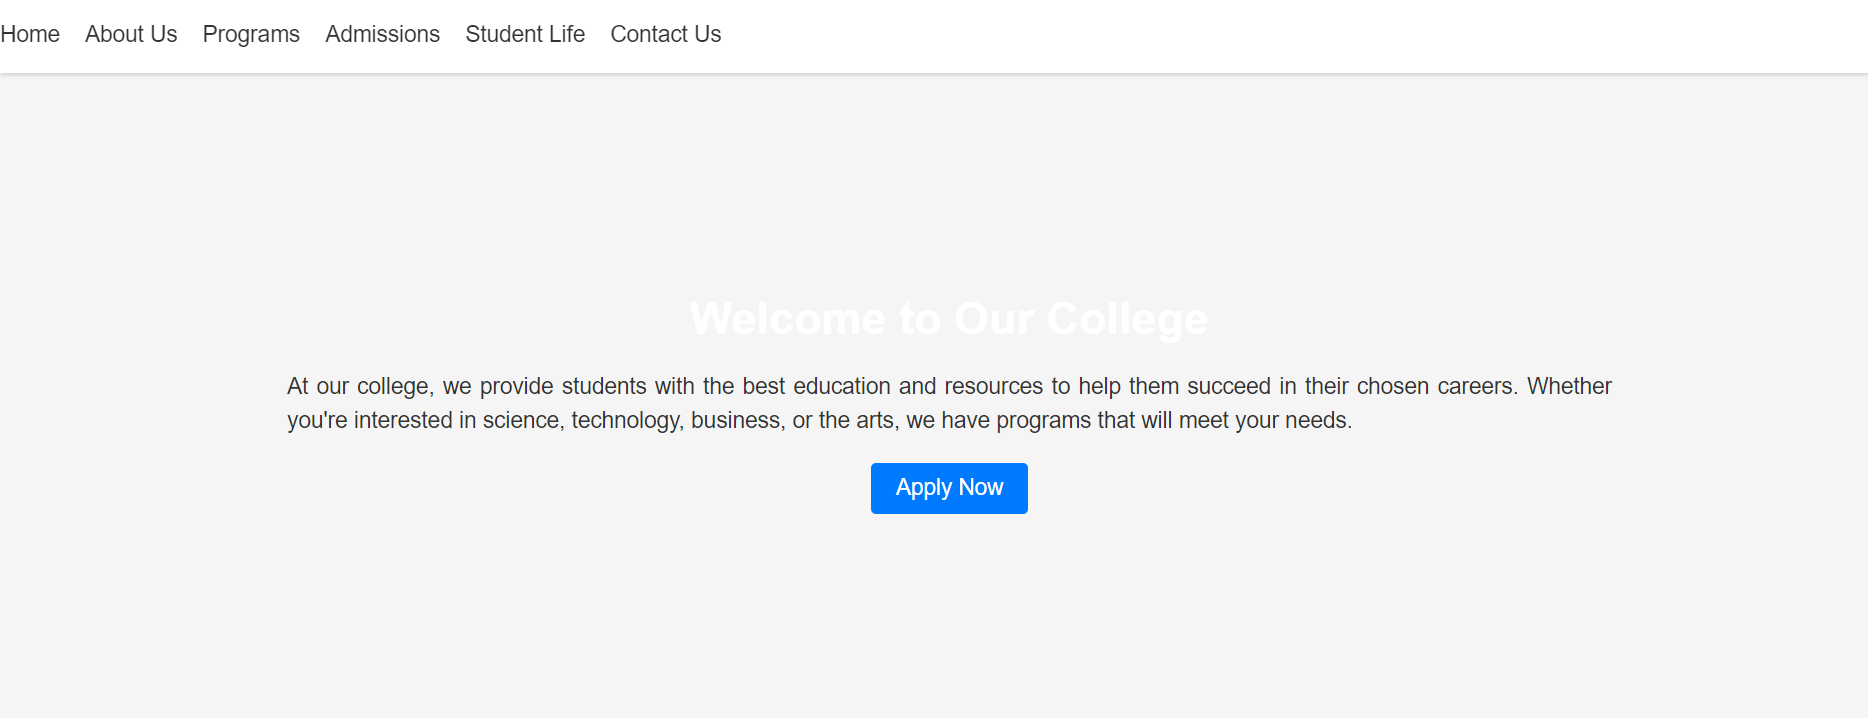 Home About Us Programs Admissions Student Life Contact Us
Welcome to Our College
At our college, we provide students with the best education and resources to help them succeed in their chosen careers. Whether
you're interested in science, technology, business, or the arts, we have programs that will meet your needs.
Apply Now